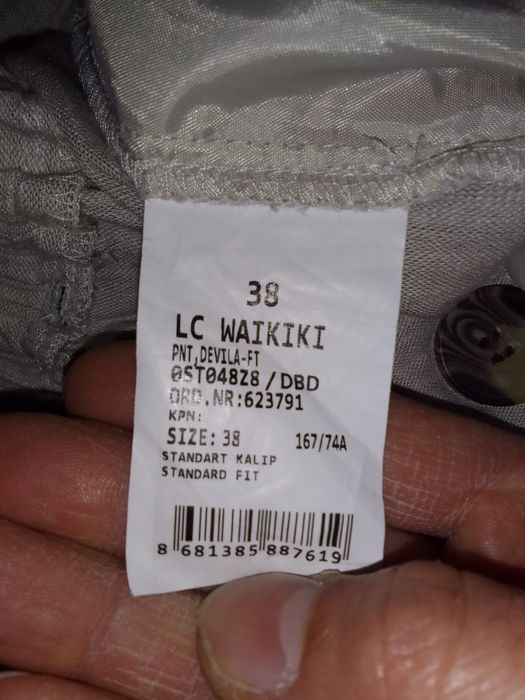 38
LC WAIKIKI
PNT,DEVILA-FT
0ST048Z8/DBD
ORD.NR:623791
KPN:
SIZE: 38 167/74A
STANDART KALIP
STANDARD FIT
8 681385 887619